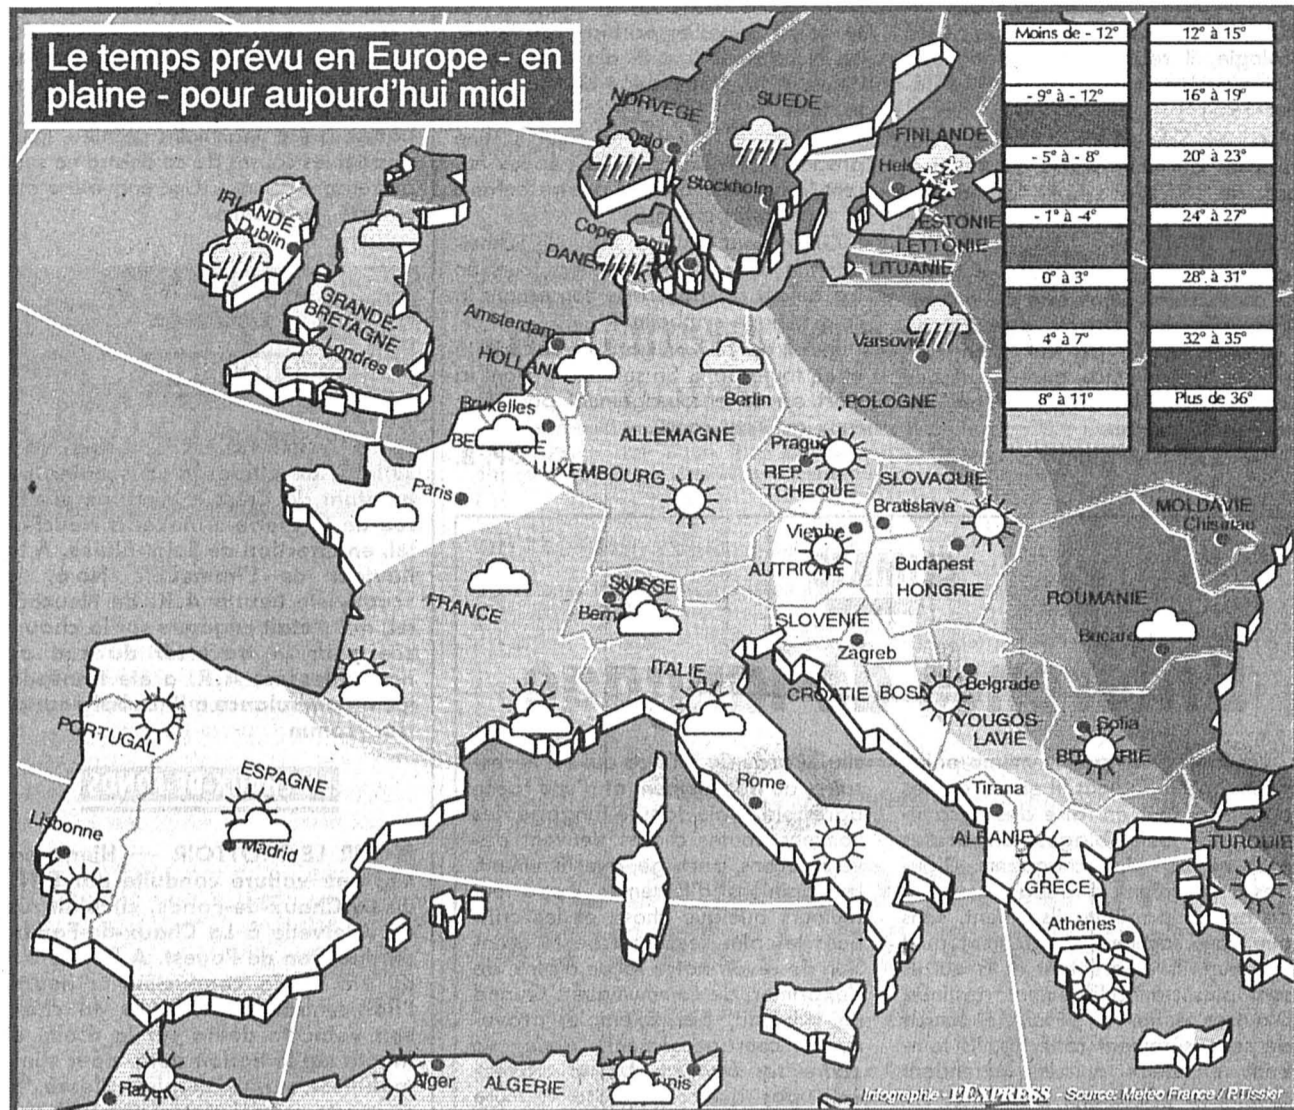 Le temps prévu en Europe - en
plaine - pour aujourd'hui midi
Moins de - 12°
12° à 15°
- 9° à - 12°
16° à 19°
- 5° à - 8°
20° à 23°
- 1° à -4°
24° à 27°
0° à 3°
28° à 31°
4° à 7°
32° à 35°
8° à 11°
Plus de 36°
NORVEGE
SUEDE
FINLANDE
Oslo
Stockholm
ESTONIE
LETTONIE
LITUANIE
IRLANDE
Dublin
GRANDE-
BRETAGNE
Londres
Amsterdam
HOLLANDE
Varsovie
Berlin
POLOGNE
Bruxelles
ALLEMAGNE
LUXEMBOURG
Prague
REP
TCHEQUE
SLOVAQUIE
Paris
Bratislava
MOLDAVIE
Chisinau
Vienne
AUTRICHE
Budapest
HONGRIE
FRANCE
SUISSE
Berne
ROUMANIE
SLOVENIE
Zagreb
ITALIE
CROATIE
Belgrade
YOUGOS-
LAVIE
Sofia
PORTUGAL
ESPAGNE
Rome
Tirana
ALBANIE
TURQUIE
Lisbonne
Madrid
GRECE
Athènes
Alger
ALGERIE
Tunis
Infographie - L'EXPRESS - Source: Meteo France / P.Tissier